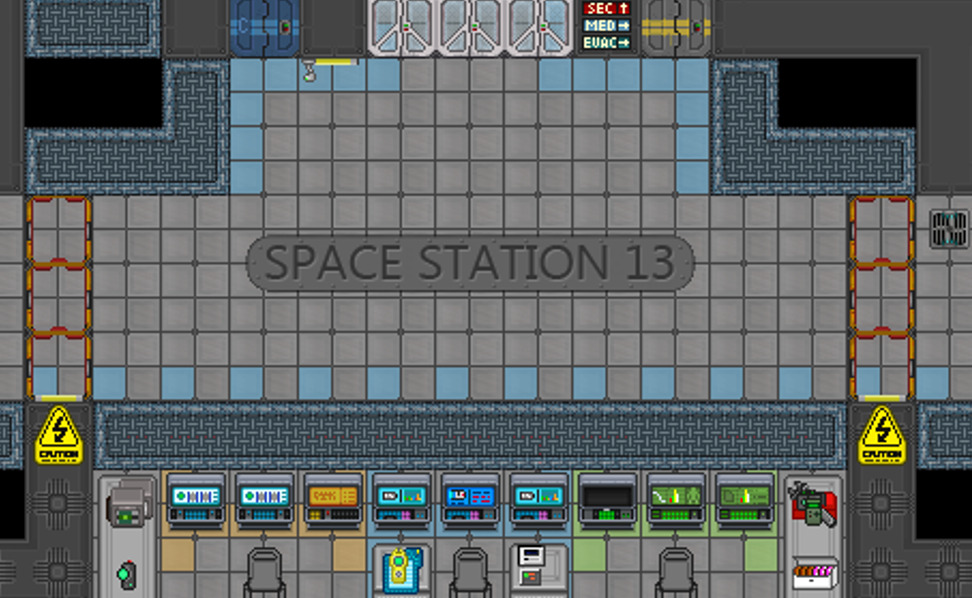 SEC ↑
MED →
EVAC →
SPACE STATION 13
CAUTION
CAUTION